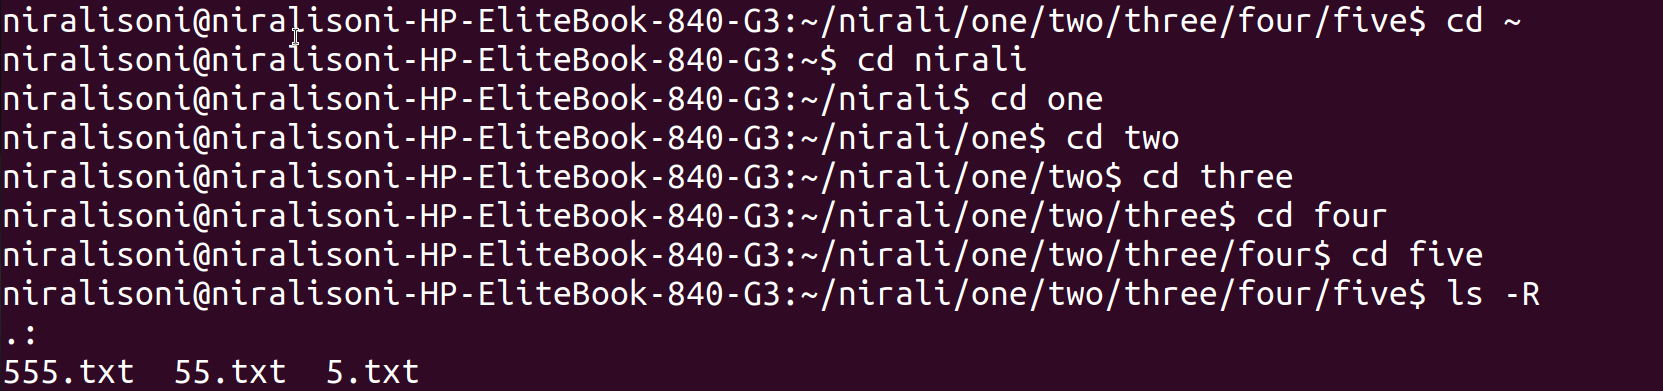 niralisoni@niralisoni-HP-EliteBook-840-G3:~/nirali/one/two/three/four/five$ cd ~
niralisoni@niralisoni-HP-EliteBook-840-G3:~$ cd nirali
niralisoni@niralisoni-HP-EliteBook-840-G3:~/nirali$ cd one
niralisoni@niralisoni-HP-EliteBook-840-G3:~/nirali/one$ cd two
niralisoni@niralisoni-HP-EliteBook-840-G3:~/nirali/one/two$ cd three
niralisoni@niralisoni-HP-EliteBook-840-G3:~/nirali/one/two/three$ cd four
niralisoni@niralisoni-HP-EliteBook-840-G3:~/nirali/one/two/three/four$ cd five
niralisoni@niralisoni-HP-EliteBook-840-G3:~/nirali/one/two/three/four/five$ ls -R
.:
555.txt  55.txt  5.txt